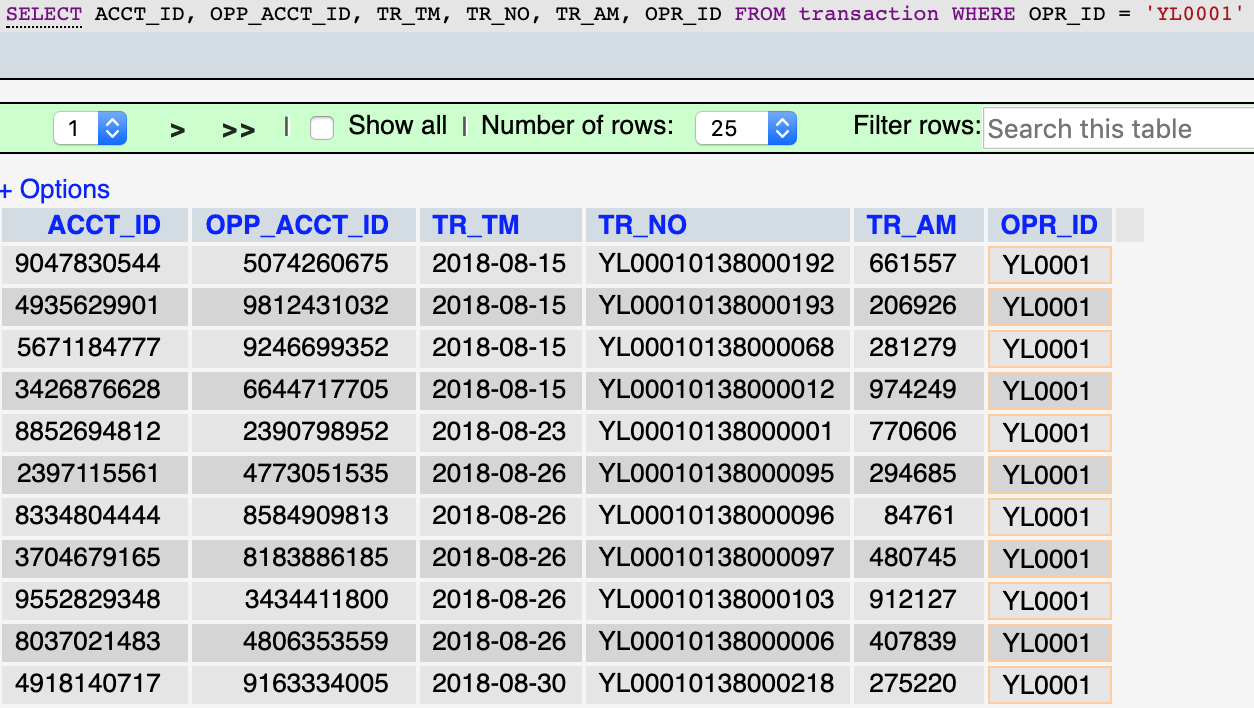 SELECT ACCT_ID, OPP_ACCT_ID, TR_TM, TR_NO, TR_AM, OPR_ID FROM transaction WHERE OPR_ID = 'YL0001'
1 > >> | Show all | Number of rows: 25 Filter rows: Search this table
+ Options
ACCT_ID OPP_ACCT_ID TR_TM TR_NO TR_AM OPR_ID
9047830544 5074260675 2018-08-15 YL00010138000192 661557 YL0001
4935629901 9812431032 2018-08-15 YL00010138000193 206926 YL0001
5671184777 9246699352 2018-08-15 YL00010138000068 281279 YL0001
3426876628 6644717705 2018-08-15 YL00010138000012 974249 YL0001
8852694812 2390798952 2018-08-23 YL00010138000001 770606 YL0001
2397115561 4773051535 2018-08-26 YL00010138000095 294685 YL0001
8334804444 8584909813 2018-08-26 YL00010138000096 84761 YL0001
3704679165 8183886185 2018-08-26 YL00010138000097 480745 YL0001
9552829348 3434411800 2018-08-26 YL00010138000103 912127 YL0001
8037021483 4806353559 2018-08-26 YL00010138000006 407839 YL0001
4918140717 9163334005 2018-08-30 YL00010138000218 275220 YL0001